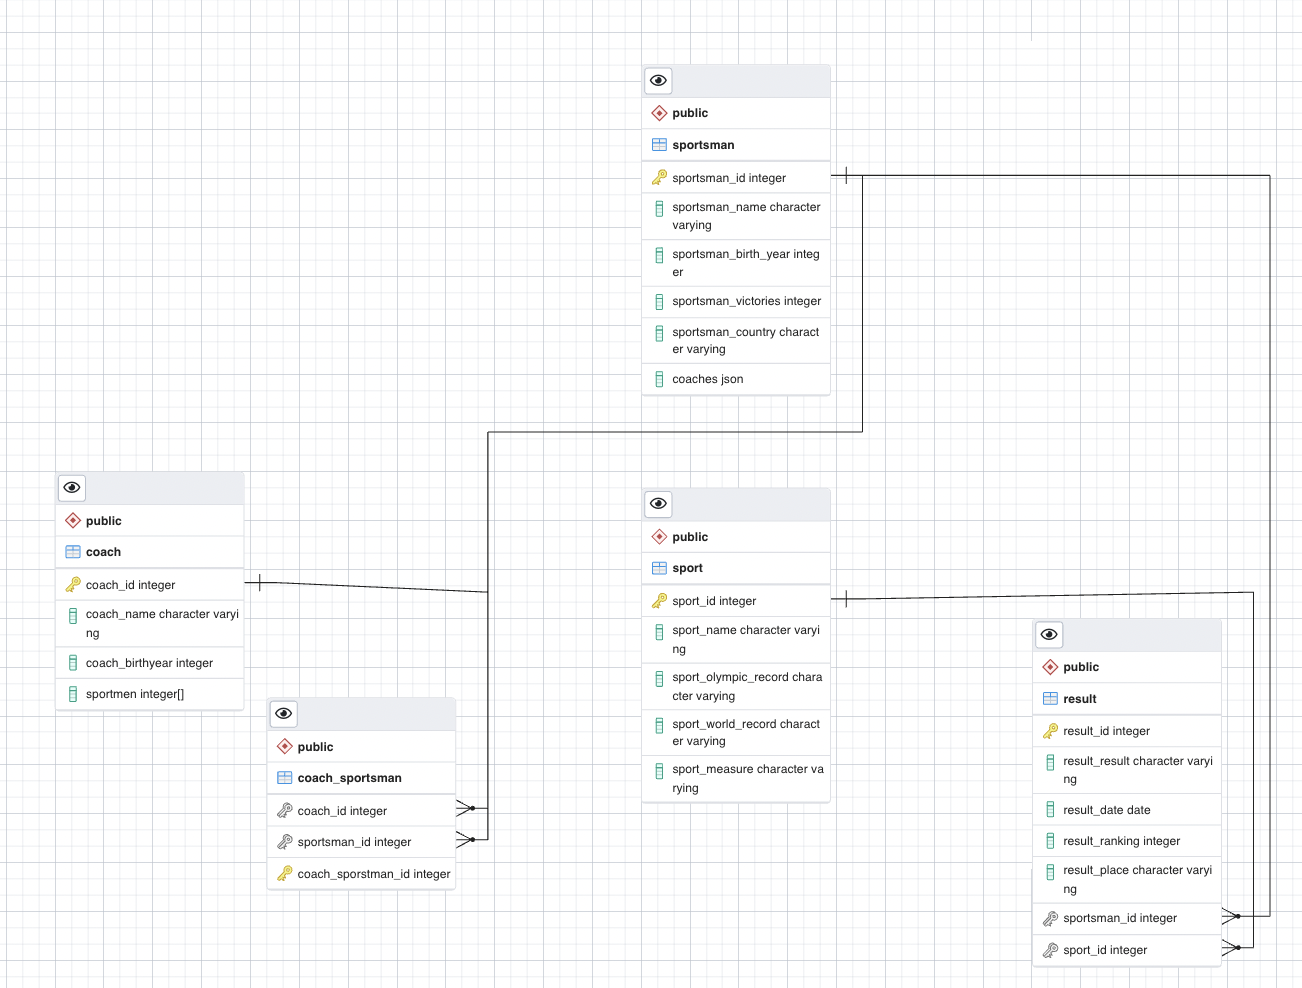 public
sportsman
sportsman_id integer
sportsman_name character
varying
sportsman_birth_year integ
er
sportsman_victories integer
sportsman_country charact
er varying
coaches json
public
coach
coach_id integer
coach_name character varyi
ng
coach_birthyear integer
sportmen integer[]
public
coach_sportsman
coach_id integer
sportsman_id integer
coach_sporstman_id integer
public
sport
sport_id integer
sport_name character varyi
ng
sport_olympic_record chara
cter varying
sport_world_record charact
er varying
sport_measure character va
rying
public
result
result_id integer
result_result character varyi
ng
result_date date
result_ranking integer
result_place character varyi
ng
sportsman_id integer
sport_id integer